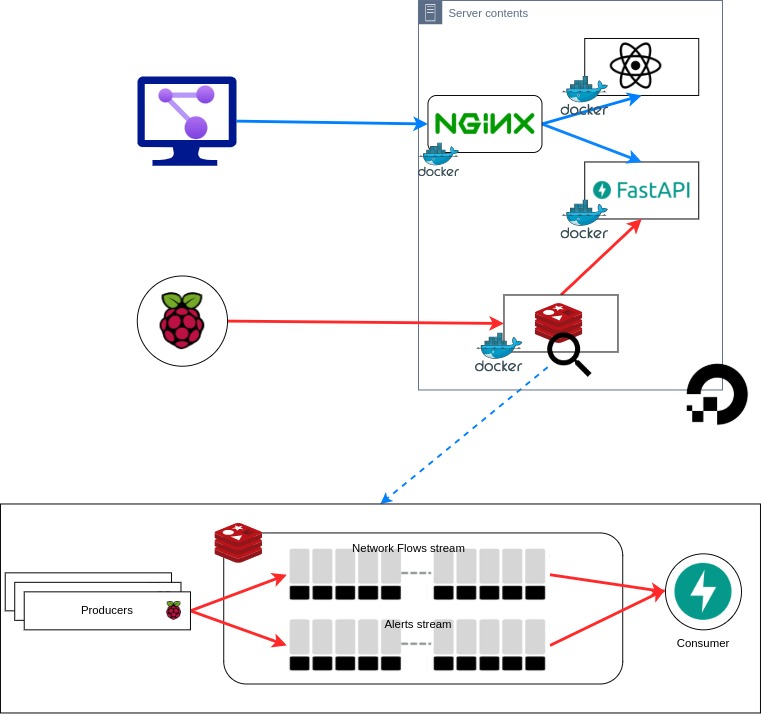 Server contents
docker
NGINX
docker
FastAPI
docker
docker
Network Flows stream
Producers
Alerts stream
Consumer